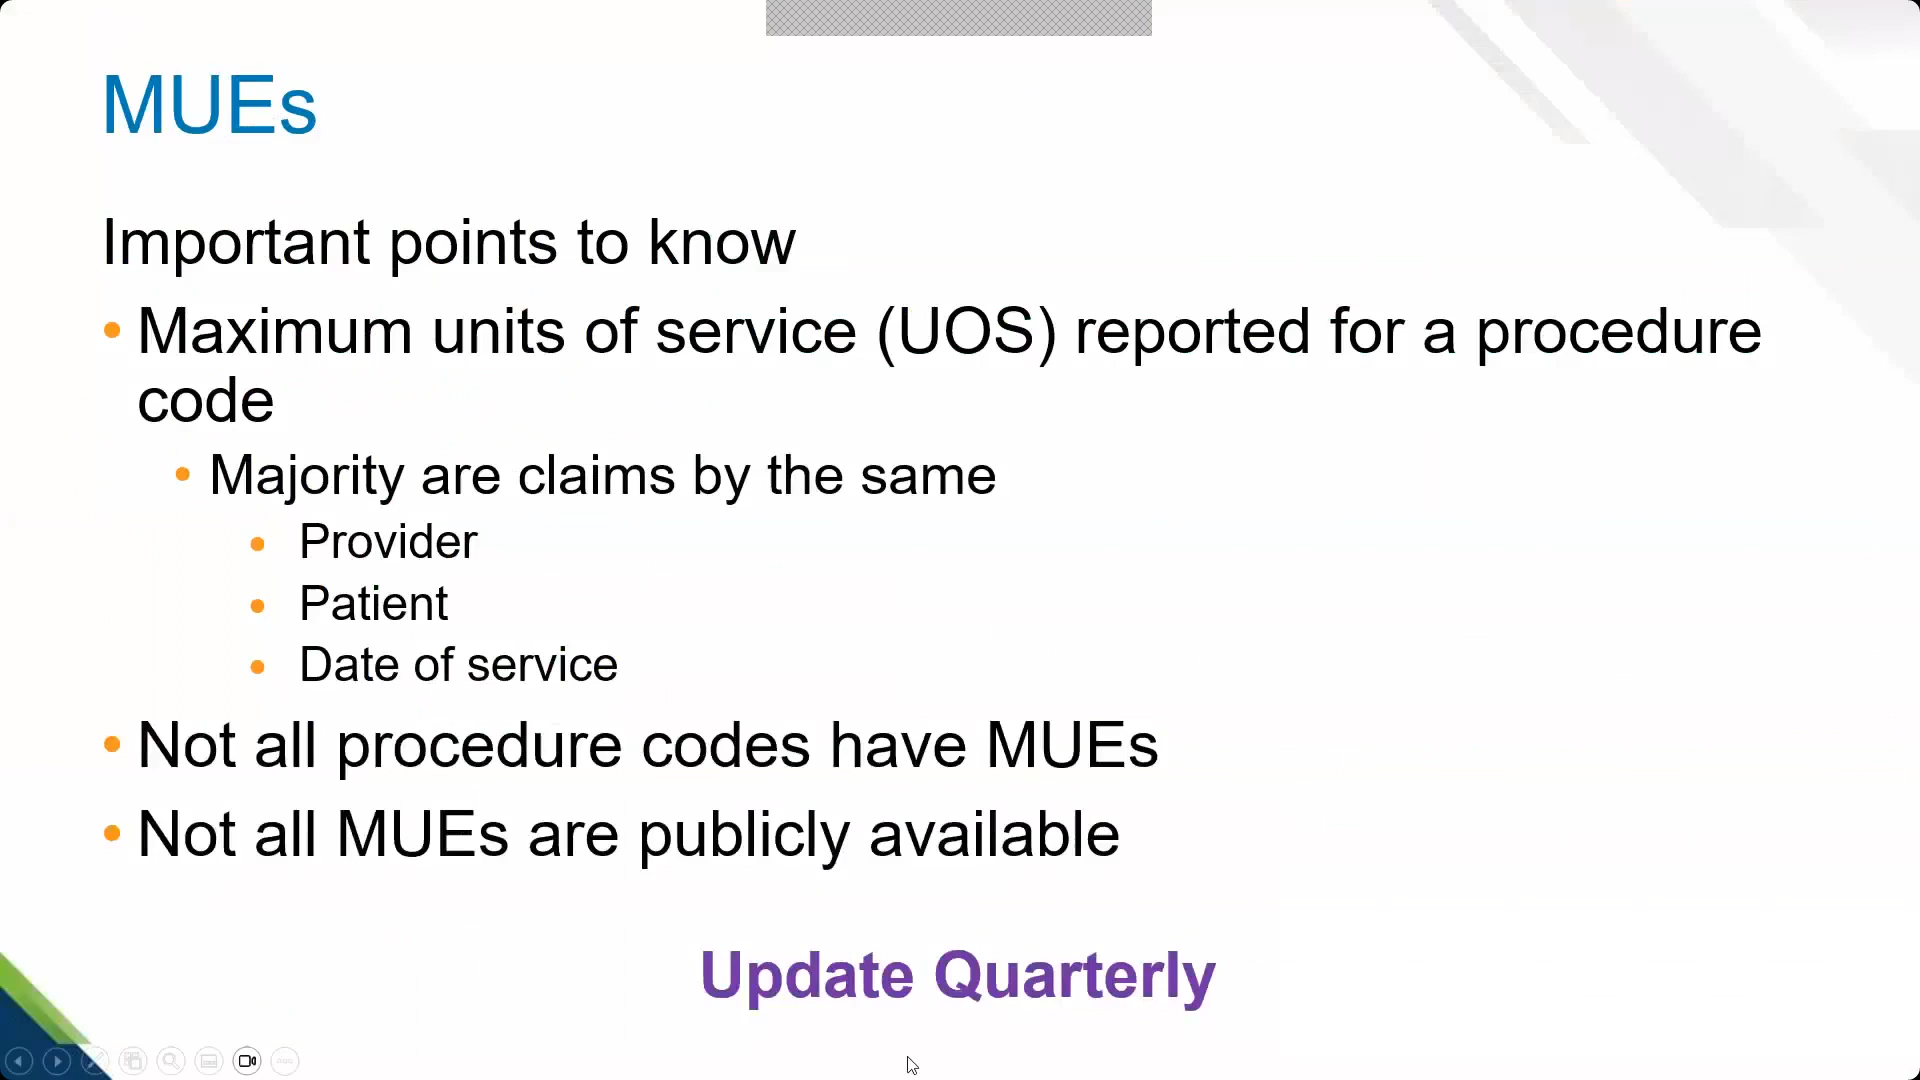 MUEs
Important points to know
• Maximum units of service (UOS) reported for a procedure
code
• Majority are claims by the same
• Provider
• Patient
• Date of service
• Not all procedure codes have MUEs
• Not all MUEs are publicly available
Update Quarterly